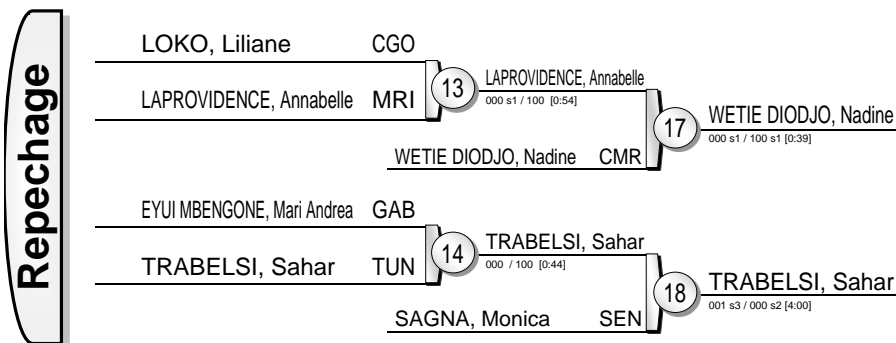 Repechage
LOKO, Liliane CGO
LAPROVIDENCE, Annabelle MRI
13
LAPROVIDENCE, Annabelle
000 s1 / 100 [0:54]
WETIE DIODJO, Nadine CMR
17
WETIE DIODJO, Nadine
000 s1 / 100 s1 [0:39]
EYUI MBENGONE, Mari Andrea GAB
TRABELSI, Sahar TUN
14
TRABELSI, Sahar
000 / 100 [0:44]
SAGNA, Monica SEN
18
TRABELSI, Sahar
001 s3 / 000 s2 [4:00]